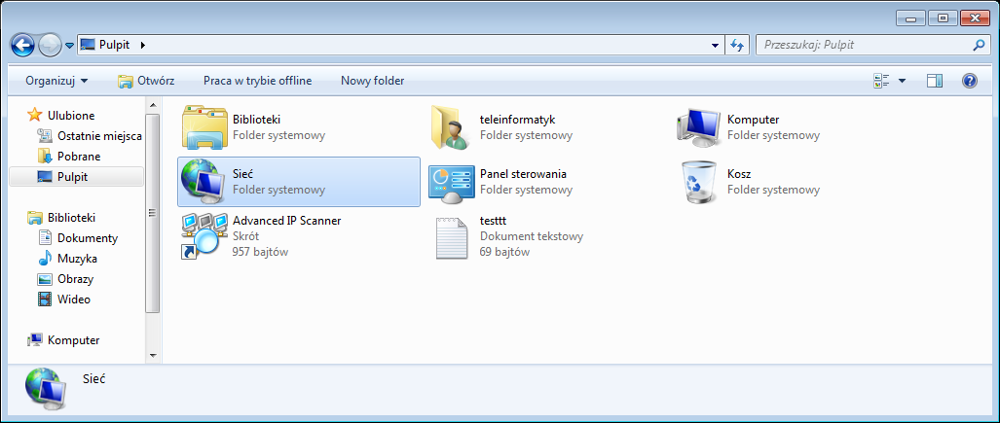 Pulpit
Przeszukaj: Pulpit
Organizuj
Otwórz
Praca w trybie offline
Nowy folder
Ulubione
Ostatnie miejsca
Pobrane
Pulpit
Biblioteki
Dokumenty
Muzyka
Obrazy
Wideo
Komputer
Biblioteki
Folder systemowy
teleinformatyk
Folder systemowy
Komputer
Folder systemowy
Sieć
Folder systemowy
Panel sterowania
Folder systemowy
Kosz
Folder systemowy
Advanced IP Scanner
Skrót
957 bajtów
testtt
Dokument tekstowy
69 bajtów
Sieć